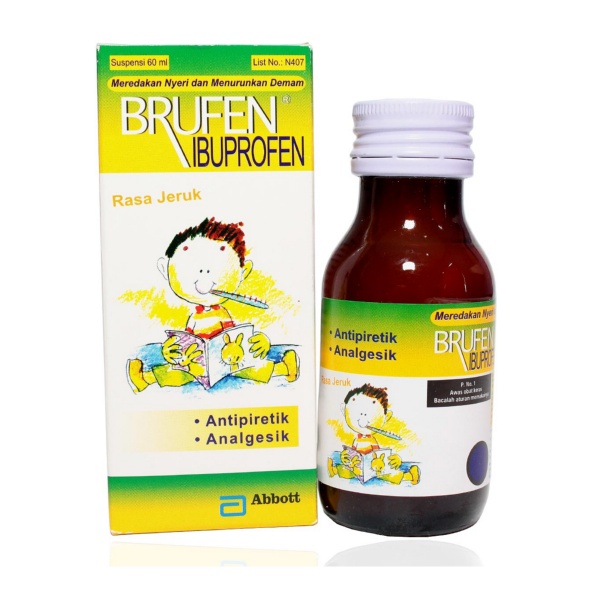 Suspensi 60 ml
List No.: N407
Meredakan Nyeri dan Menurunkan Demam
BRUFEN®
IBUPROFEN
Rasa Jeruk
• Antipiretik
• Analgesik
Abbott
Meredakan Nyeri
• Antipiretik
• Analgesik
BRUFEN
IBUPROFE
Rasa Jeruk
P. No. 1
Awas obat keras
Bacalah aturan memakainya